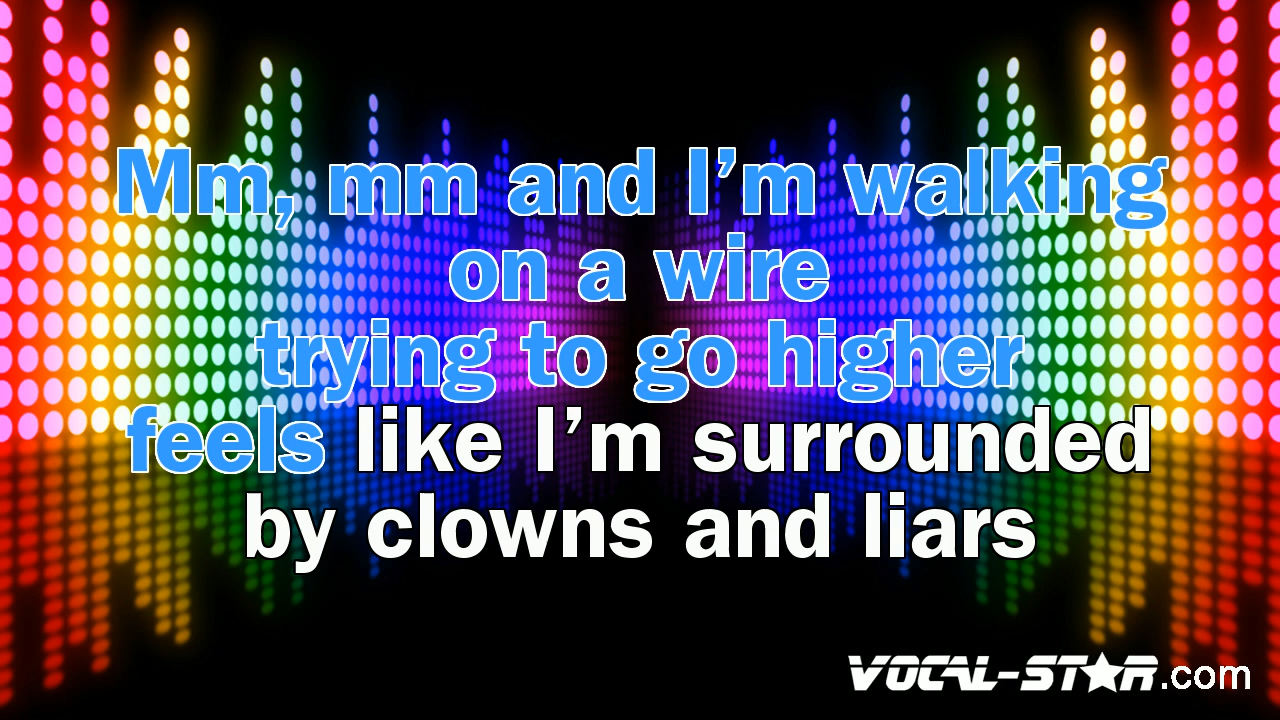 Mm, mm and I’m walking
on a wire
trying to go higher
feels like I’m surrounded
by clowns and liars
VOCAL-STAR.com